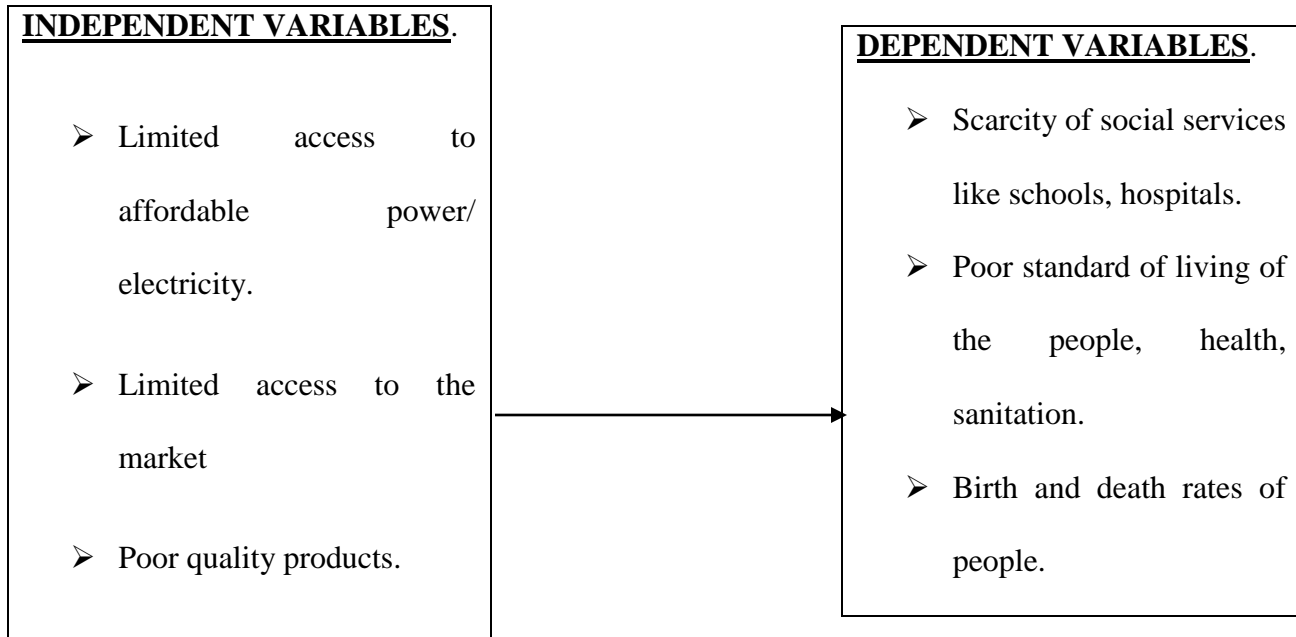 INDEPENDENT VARIABLES.
➢ Limited access to
affordable power/
electricity.
➢ Limited access to the
market
➢ Poor quality products.
DEPENDENT VARIABLES.
➢ Scarcity of social services
like schools, hospitals.
➢ Poor standard of living of
the people, health,
sanitation.
➢ Birth and death rates of
people.